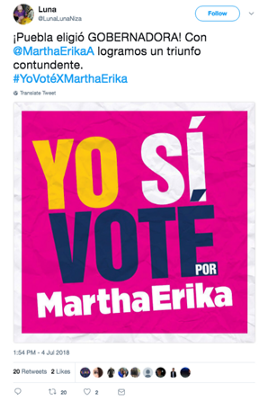 Luna
@LunaLunaNiza
Follow
¡Puebla eligió GOBERNADORA! Con
@MarthaErikaA logramos un triunfo
contundente.
#YoVotéXMarthaErika
Translate Tweet
YO SÍ
VOTÉ
POR
MarthaErika
1:54 PM - 4 Jul 2018
20 Retweets 2 Likes
20 2